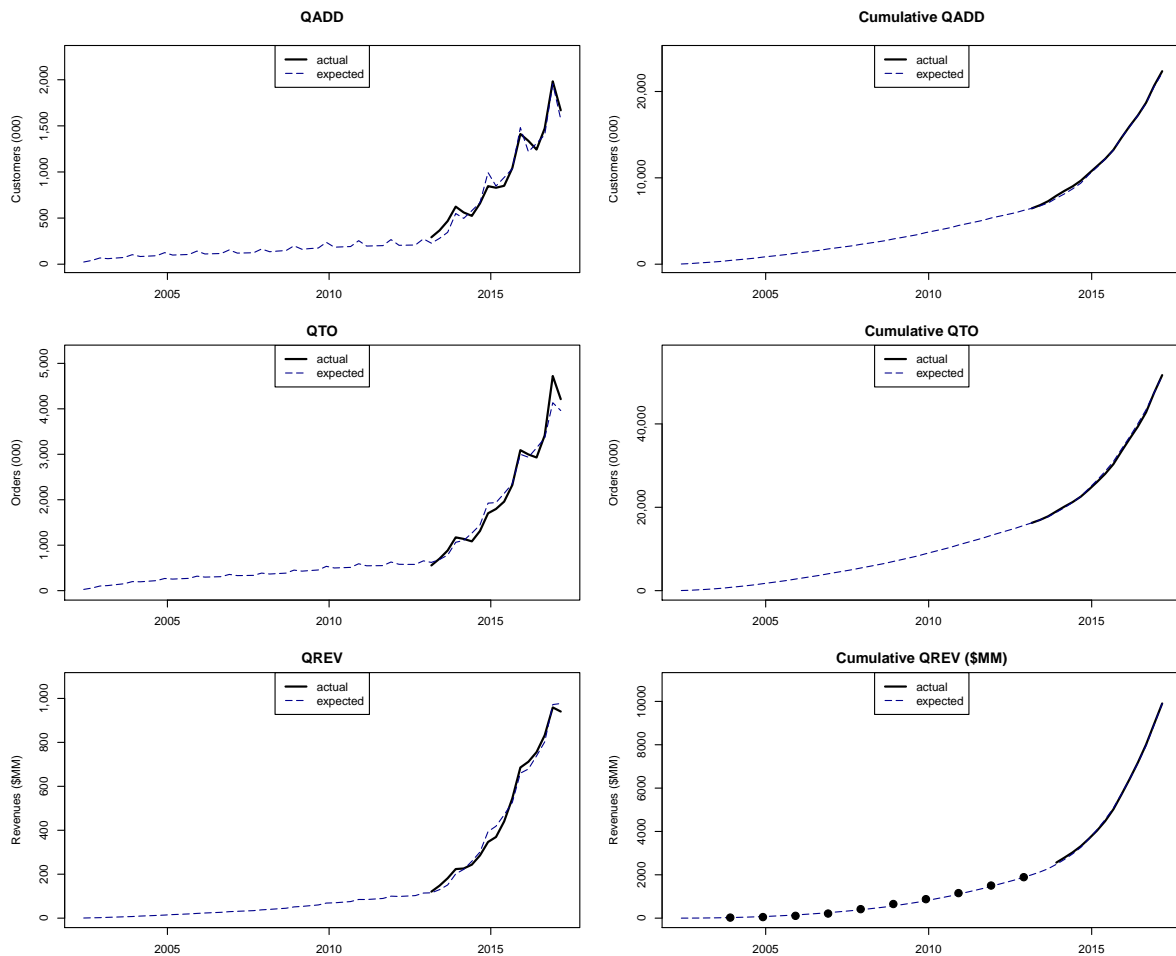 QADD
Customers (000)
0
500
1,000
1,500
2,000
actual
expected
2005
2010
2015
Cumulative QADD
Customers (000)
0
10,000
20,000
actual
expected
2005
2010
2015
QTO
Orders (000)
0
1,000
2,000
3,000
4,000
5,000
actual
expected
2005
2010
2015
Cumulative QTO
Orders (000)
0
20,000
40,000
actual
expected
2005
2010
2015
QREV
Revenues ($MM)
0
200
400
600
800
1,000
actual
expected
2005
2010
2015
Cumulative QREV ($MM)
Revenues ($MM)
0
2000
4000
6000
8000
10000
actual
expected
2005
2010
2015